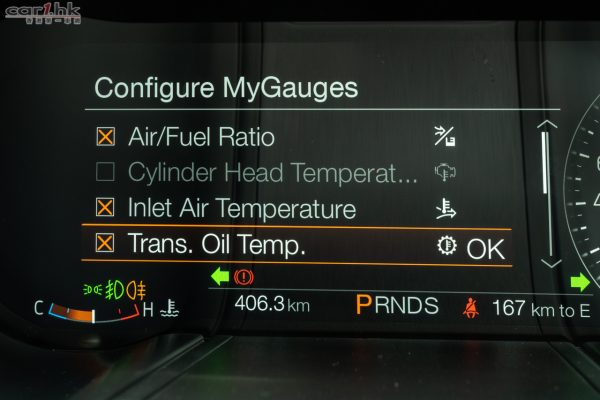 car1.hk
Configure MyGauges
Air/Fuel Ratio
Cylinder Head Temperat...
Inlet Air Temperature
Trans. Oil Temp.
OK
C
H
406.3 km
PRNDS
167 km to E